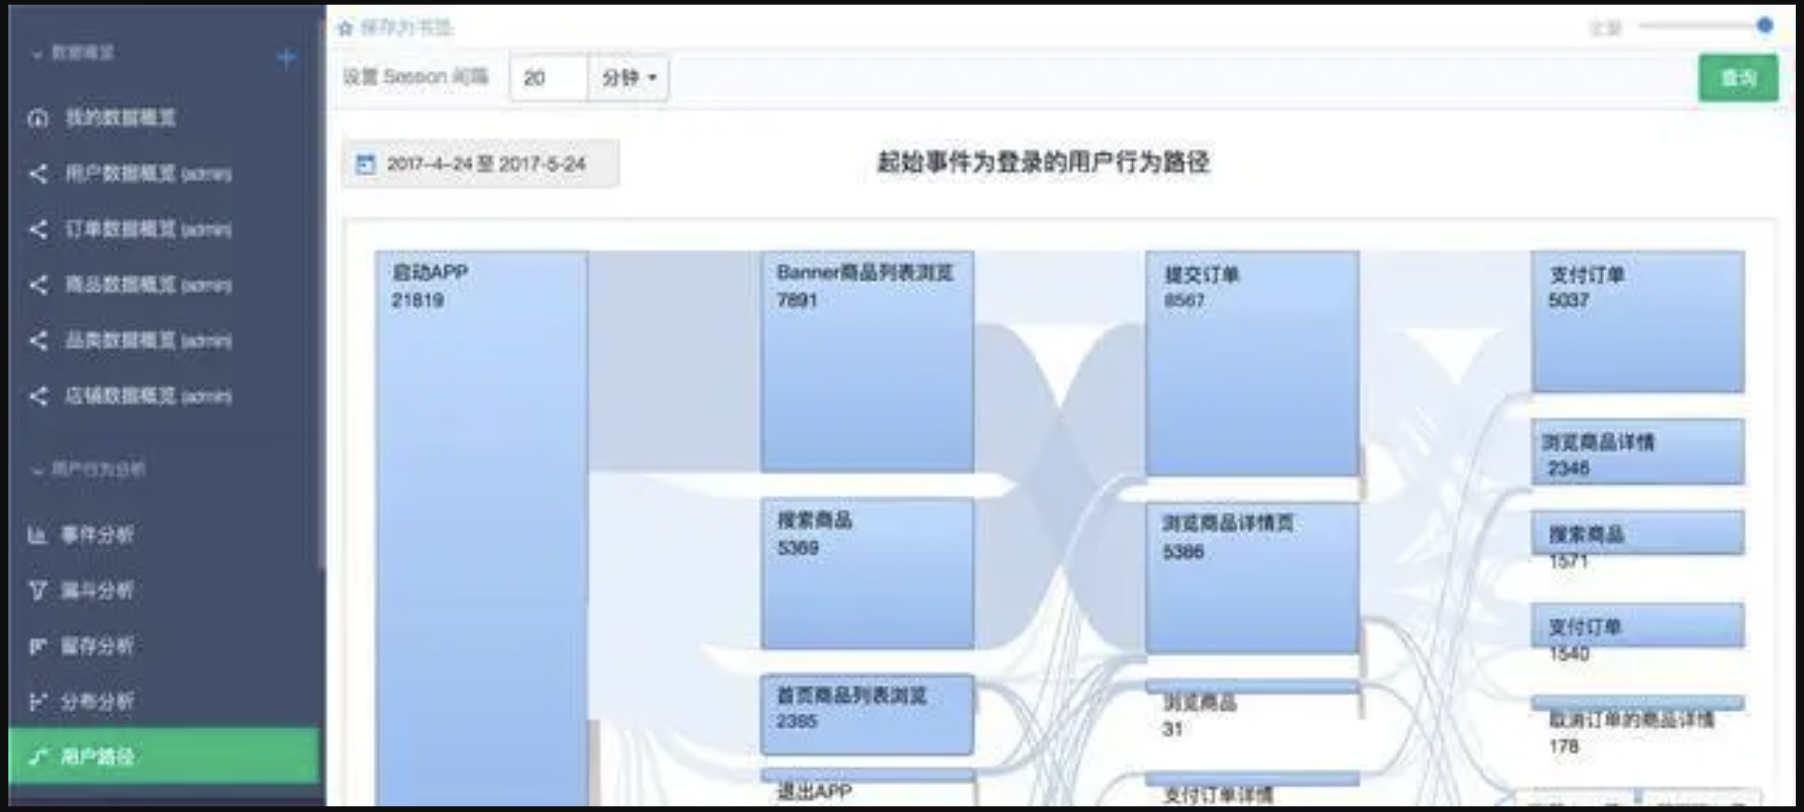 保存为书签
全屏
数据概览
设置 Session 间隔 20 分钟
查询
我的数据概览
用户数据概览 (admin)
订单数据概览 (admin)
商品数据概览 (admin)
品类数据概览 (admin)
店铺数据概览 (admin)
用户行为分析
事件分析
漏斗分析
留存分析
分布分析
用户路径
2017-4-24 至 2017-5-24
起始事件为登录的用户行为路径
启动APP
21819
Banner商品列表浏览
7891
搜索商品
5369
首页商品列表浏览
2385
退出APP
提交订单
8567
浏览商品详情页
5386
浏览商品
31
支付订单详情
支付订单
5037
浏览商品详情
2346
搜索商品
1571
支付订单
1540
取消订单的商品详情
178